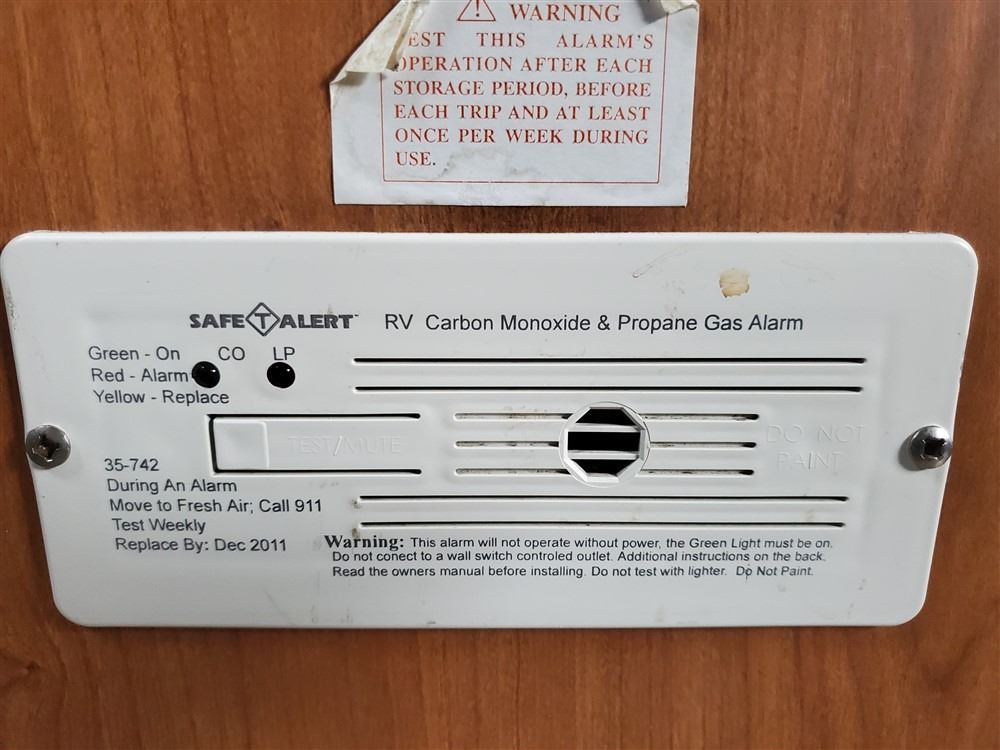 WARNING
EST THIS ALARM'S
OPERATION AFTER EACH
STORAGE PERIOD, BEFORE
EACH TRIP AND AT LEAST
ONCE PER WEEK DURING
USE.
SAFE T ALERT™ RV Carbon Monoxide & Propane Gas Alarm
Green - On CO LP
Red - Alarm
Yellow - Replace
TEST/MUTE
DO NOT
PAINT
35-742
During An Alarm
Move to Fresh Air; Call 911
Test Weekly
Replace By: Dec 2011
Warning: This alarm will not operate without power, the Green Light must be on.
Do not conect to a wall switch controled outlet. Additional instructions on the back.
Read the owners manual before installing. Do not test with lighter. Do Not Paint.